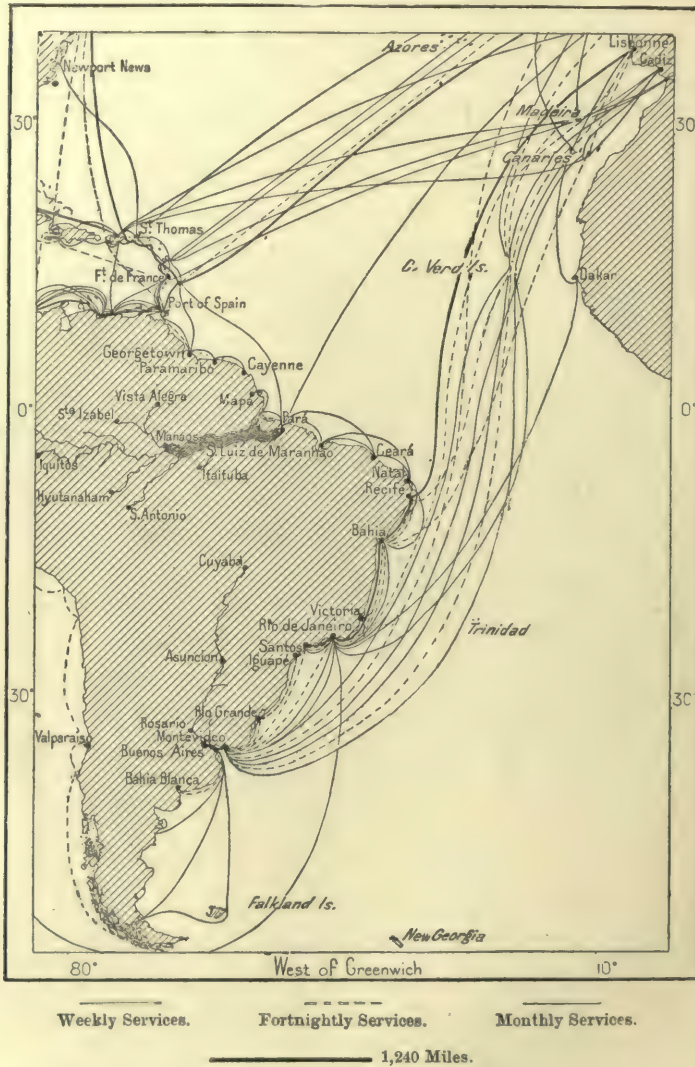 Azores
Lisbonne
Cadiz
Newport Newa
30°
30°
Madeira
Canaries
St. Thomas
C. Verd Is.
Ft. de France
Dakar
Port of Spain
Georgetown
Paramaribo
Cayenne
Vista Alegre
Mapa
Sta Izabel
0°
0°
Pará
Manaos
S. Luiz de Maranhão
Ceará
Iquitos
Itaituba
Natal
Hyutanaham
Recife
S. Antonio
Bahia
Cuyabá
Victoria
Rio de Janeiro
Trinidad
Santos
Iguape
Asuncion
30°
30°
Rio Grande
Rosario
Valparaiso
Montevideo
Buenos Aires
Bahia Blanca
Falkland Is.
New Georgia
80°
West of Greenwich
10°
Weekly Services.
Fortnightly Services.
Monthly Services.
1,240 Miles.